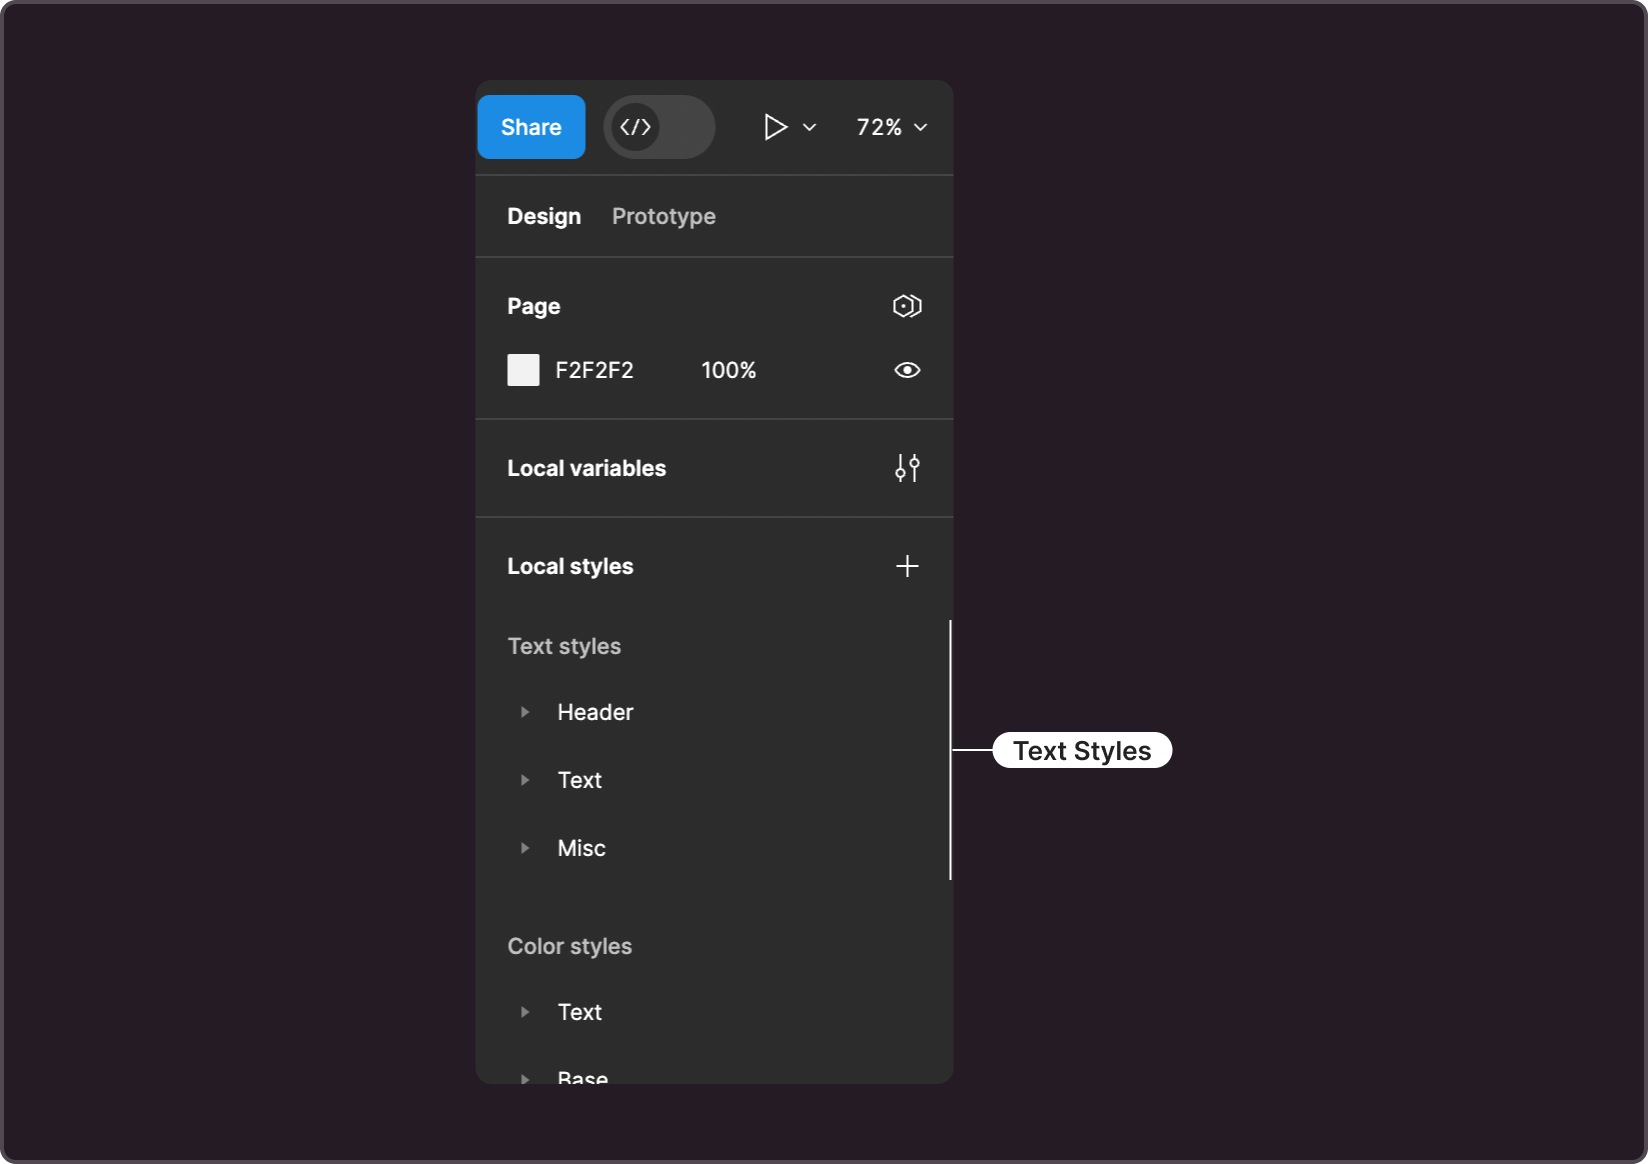 Share </> 72%
Design Prototype
Page
F2F2F2 100%
Local variables
Local styles
Text styles
Header
Text
Text Styles
Misc
Color styles
Text
Base